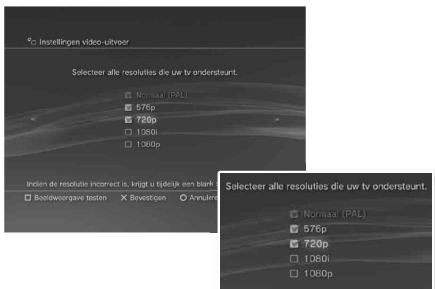 Instellingen video-uitvoer
Selecteer alle resoluties die uw tv ondersteunt.
Normaal (PAL)
576p
720p
1080i
1080p
Indien de resolutie incorrect is, krijgt u tijdelijk een blank
Beeldweergave testen X Bevestigen O Annulere
Selecteer alle resoluties die uw tv ondersteunt.
Normaal (PAL)
576p
720p
1080i
1080p